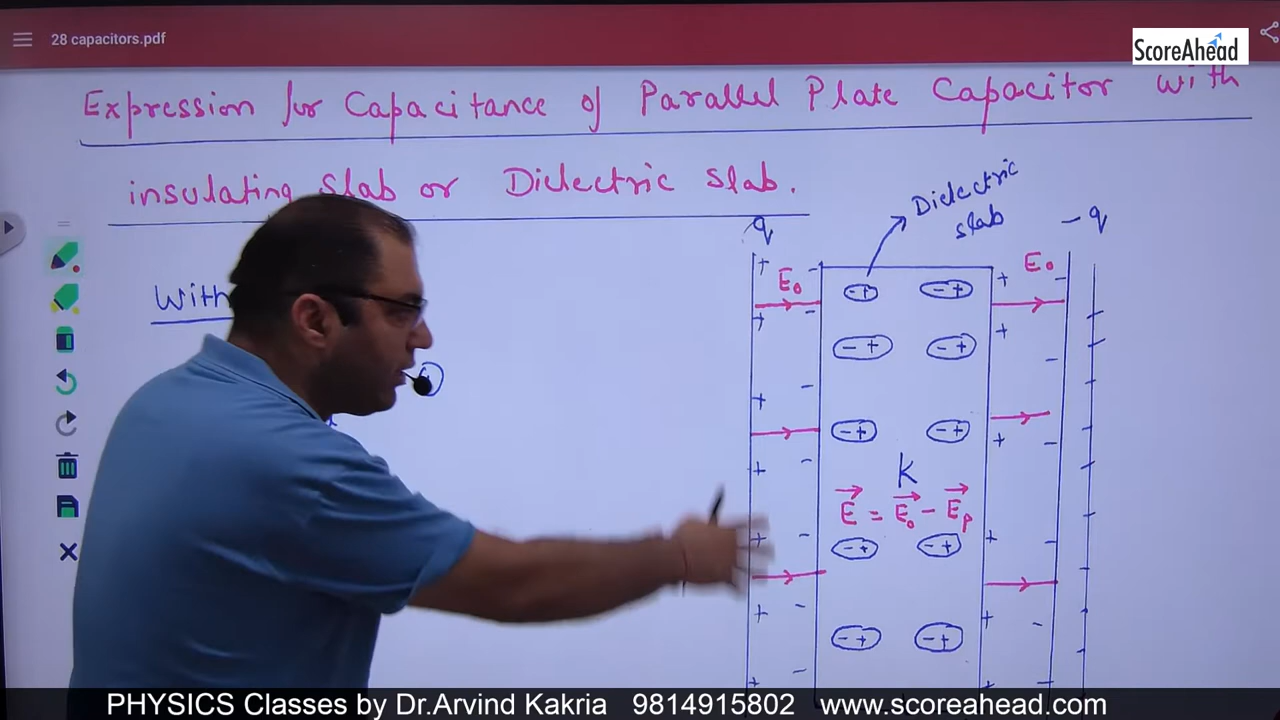 28 capacitors.pdf
ScoreAhead
Expression for Capacitance of Parallel Plate Capacitor with
insulating Slab or Dielectric Slab.
Dielectric
slab
q
- q
With
E₀
E₀
+ -
- +
- +
+ -
+
- +
- +
+
+ -
- +
- +
+ -
+ -
K
E⃗ = E⃗₀ - E⃗p
+ -
- +
- +
+ -
+ -
- +
- +
+ -
+ -
+ -
PHYSICS Classes by Dr.Arvind Kakria 9814915802 www.scoreahead.com